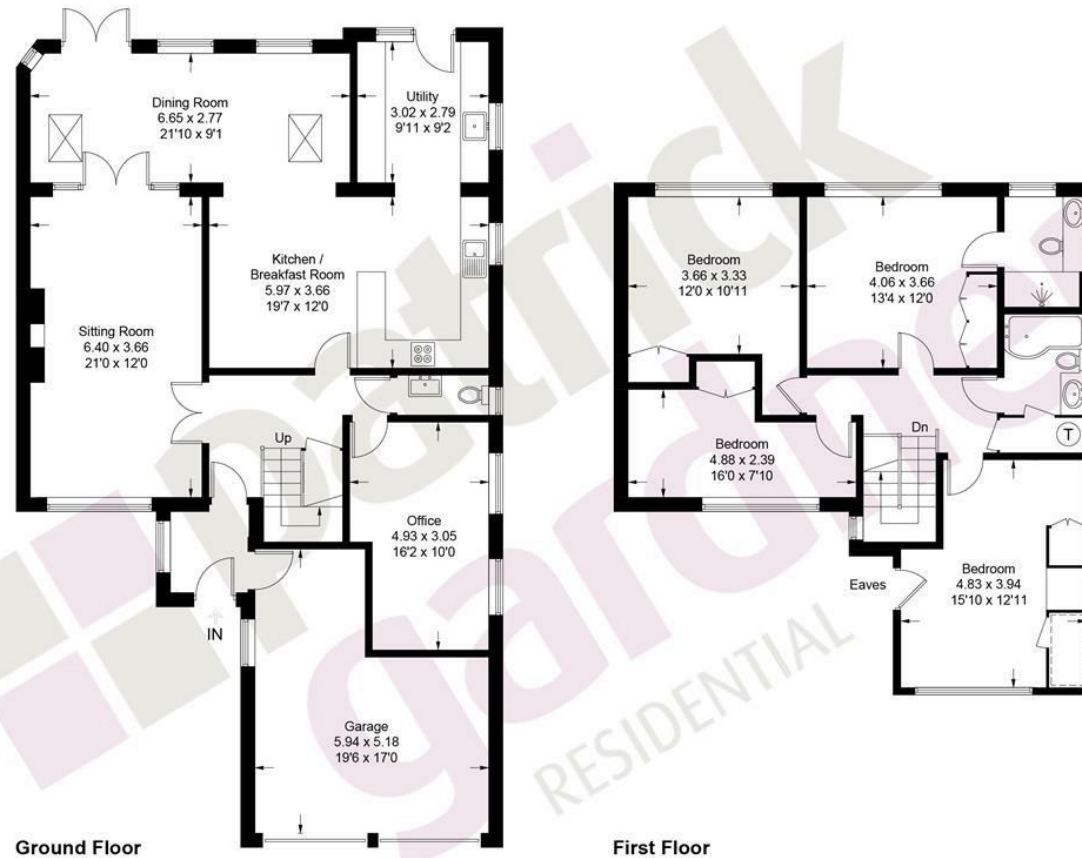 Dining Room
6.65 x 2.77
21'10 x 9'1
Utility
3.02 x 2.79
9'11 x 9'2
Kitchen /
Breakfast Room
5.97 x 3.66
19'7 x 12'0
Sitting Room
6.40 x 3.66
21'0 x 12'0
Up
Office
4.93 x 3.05
16'2 x 10'0
IN
Garage
5.94 x 5.18
19'6 x 17'0
Ground Floor
Bedroom
3.66 x 3.33
12'0 x 10'11
Bedroom
4.06 x 3.66
13'4 x 12'0
Bedroom
4.88 x 2.39
16'0 x 7'10
Dn
T
Eaves
Bedroom
4.83 x 3.94
15'10 x 12'11
First Floor
patrick
gardner
RESIDENTIAL